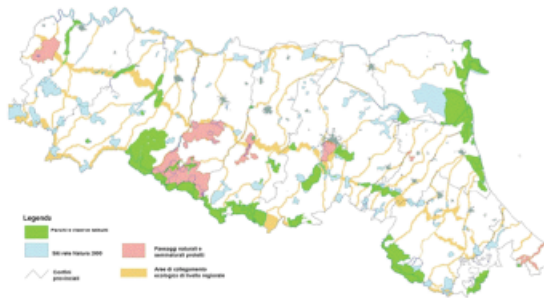 Legenda
Parchi e riserve statali
Siti rete Natura 2000
Paesaggi naturali e
seminaturali protetti
Confini
provinciali
Aree di collegamento
ecologico di livello regionale